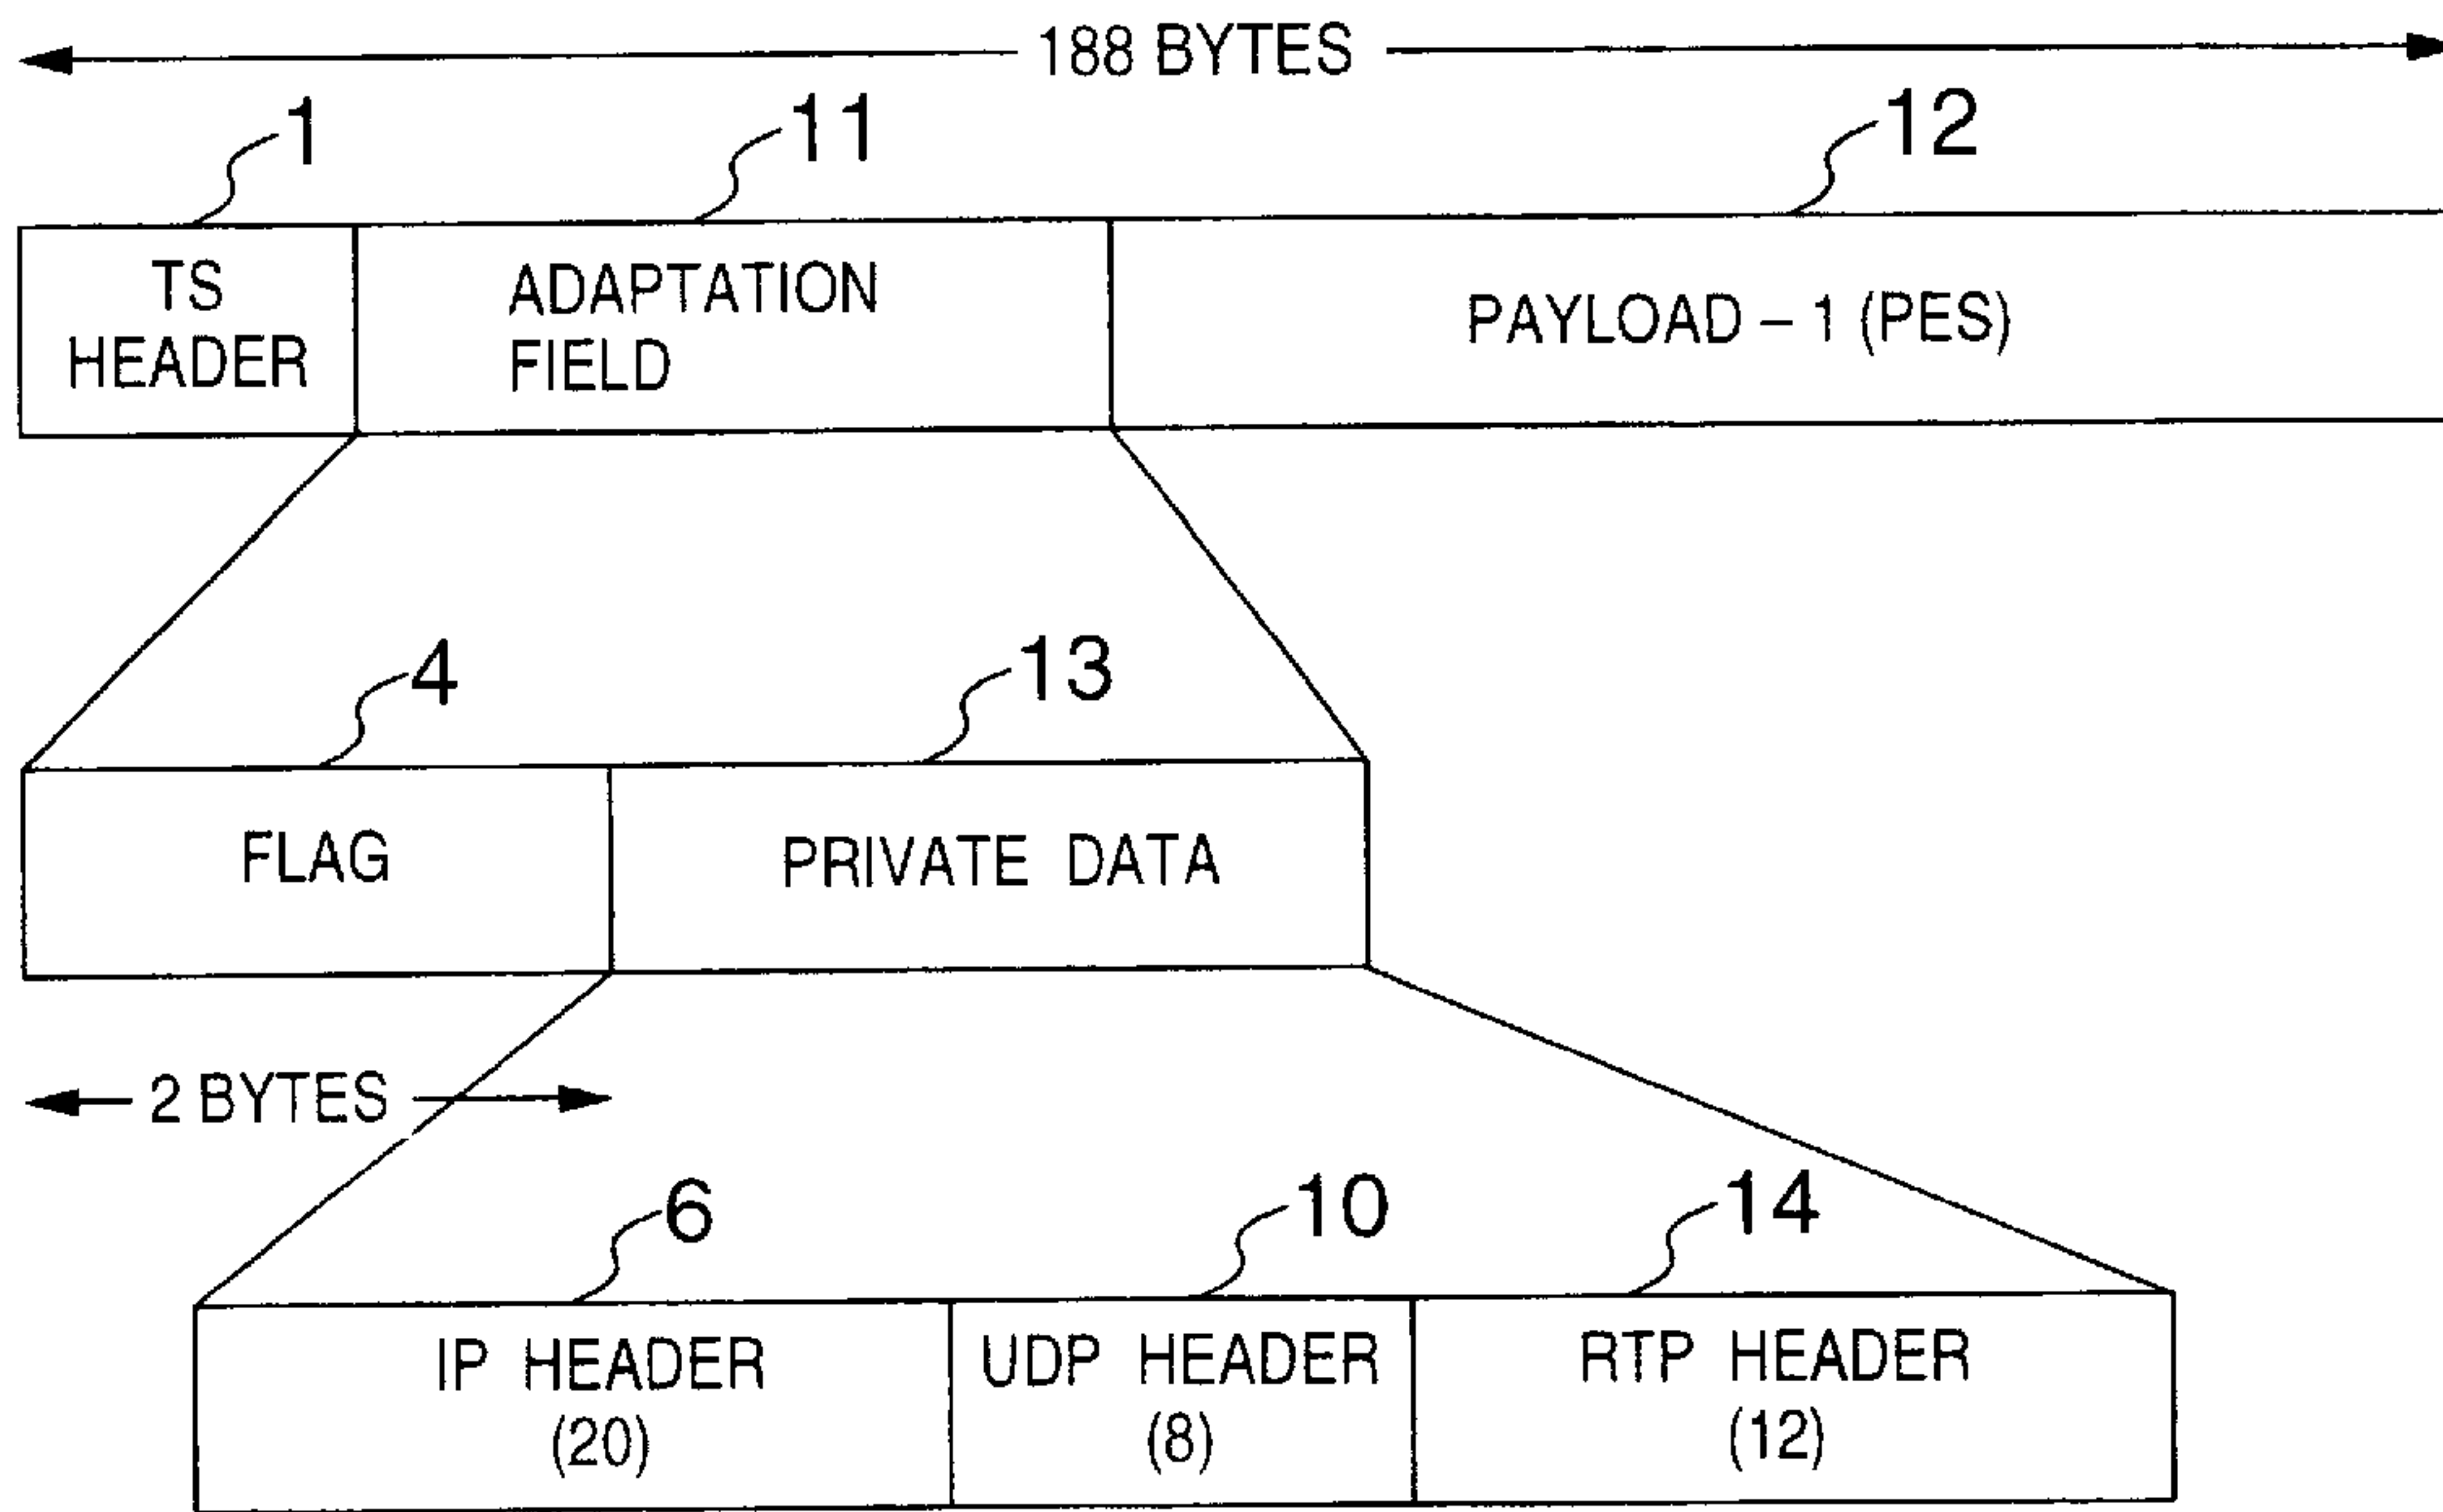 188 BYTES
1
11
12
TS
HEADER
ADAPTATION
FIELD
PAYLOAD – 1 (PES)
4
13
FLAG
PRIVATE DATA
2 BYTES
6
10
14
IP HEADER
(20)
UDP HEADER
(8)
RTP HEADER
(12)